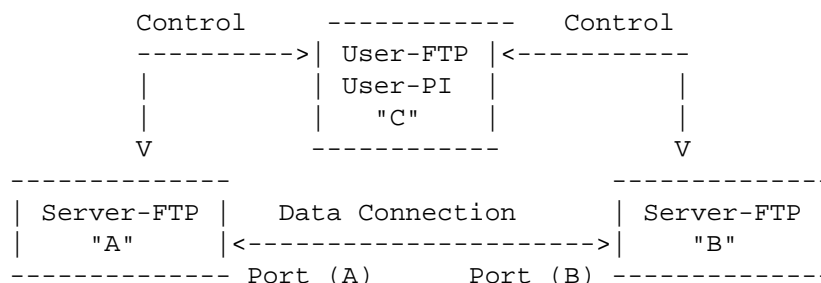 Control ------------ Control
---------->| User-FTP |<-----------
| | User-PI | |
| | "C" | |
V ------------ V
-------------- --------------
| Server-FTP | Data Connection | Server-FTP
| "A" |<---------------------->| "B"
-------------- Port (A) Port (B) --------------